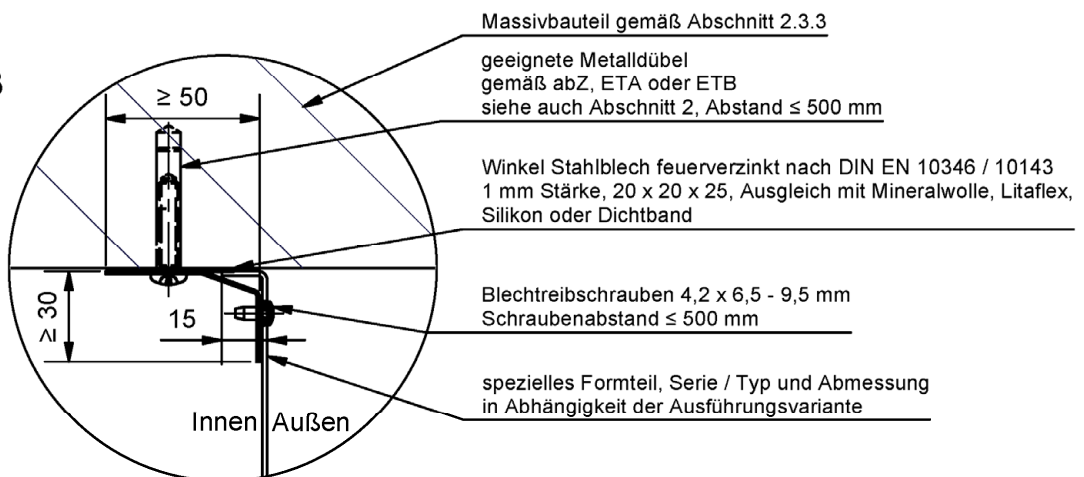 Massivbauteil gemäß Abschnitt 2.3.3
geeignete Metalldübel
gemäß abZ, ETA oder ETB
siehe auch Abschnitt 2, Abstand ≤ 500 mm
Winkel Stahlblech feuerverzinkt nach DIN EN 10346 / 10143
1 mm Stärke, 20 x 20 x 25, Ausgleich mit Mineralwolle, Litaflex,
Silikon oder Dichtband
Blechtreibschrauben 4,2 x 6,5 - 9,5 mm
Schraubenabstand ≤ 500 mm
spezielles Formteil, Serie / Typ und Abmessung
in Abhängigkeit der Ausführungsvariante
≥ 50
≥ 30
15
Innen
Außen